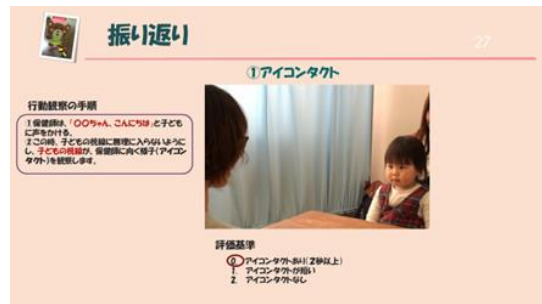 振り返り
27
①アイコンタクト
行動観察の手順
1 保健師は、「〇〇ちゃん、こんにちは」と子ども
に声をかける。
2 この時、子どもの視線に無理に入らないように
し、子どもの視線が、保健師に向く様子(アイコン
タクト)を観察します。
評価基準
0. アイコンタクトあり(2秒以上)
1. アイコンタクトが短い
2. アイコンタクトなし